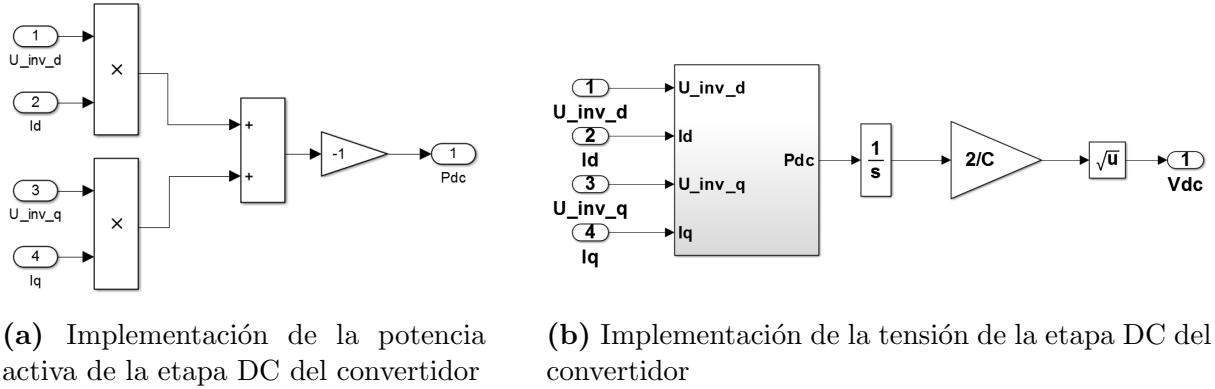 1
U_inv_d
2
Id
×
3
U_inv_q
4
Iq
×
+
+
-1
1
Pdc
1
U_inv_d
2
Id
3
U_inv_q
4
Iq
U_inv_d
Id
U_inv_q
Iq
Pdc
1
s
2/C
√u
1
Vdc
(a) Implementación de la potencia
activa de la etapa DC del convertidor
(b) Implementación de la tensión de la etapa DC del
convertidor